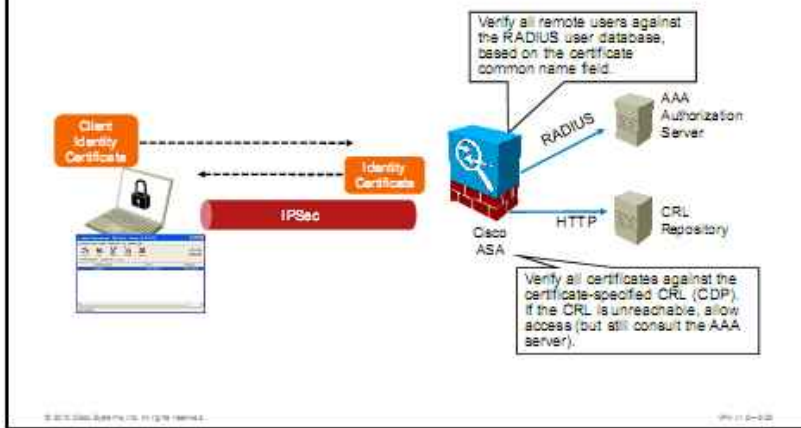 Verify all remote users against
the RADIUS user database,
based on the certificate
common name field.
Client
Identity
Certificate
Identity
Certificate
IPSec
Cisco
ASA
RADIUS
AAA
Authorization
Server
HTTP
CRL
Repository
Verify all certificates against the
certificate-specified CRL (CDP).
If the CRL is unreachable, allow
access (but still consult the AAA
server).